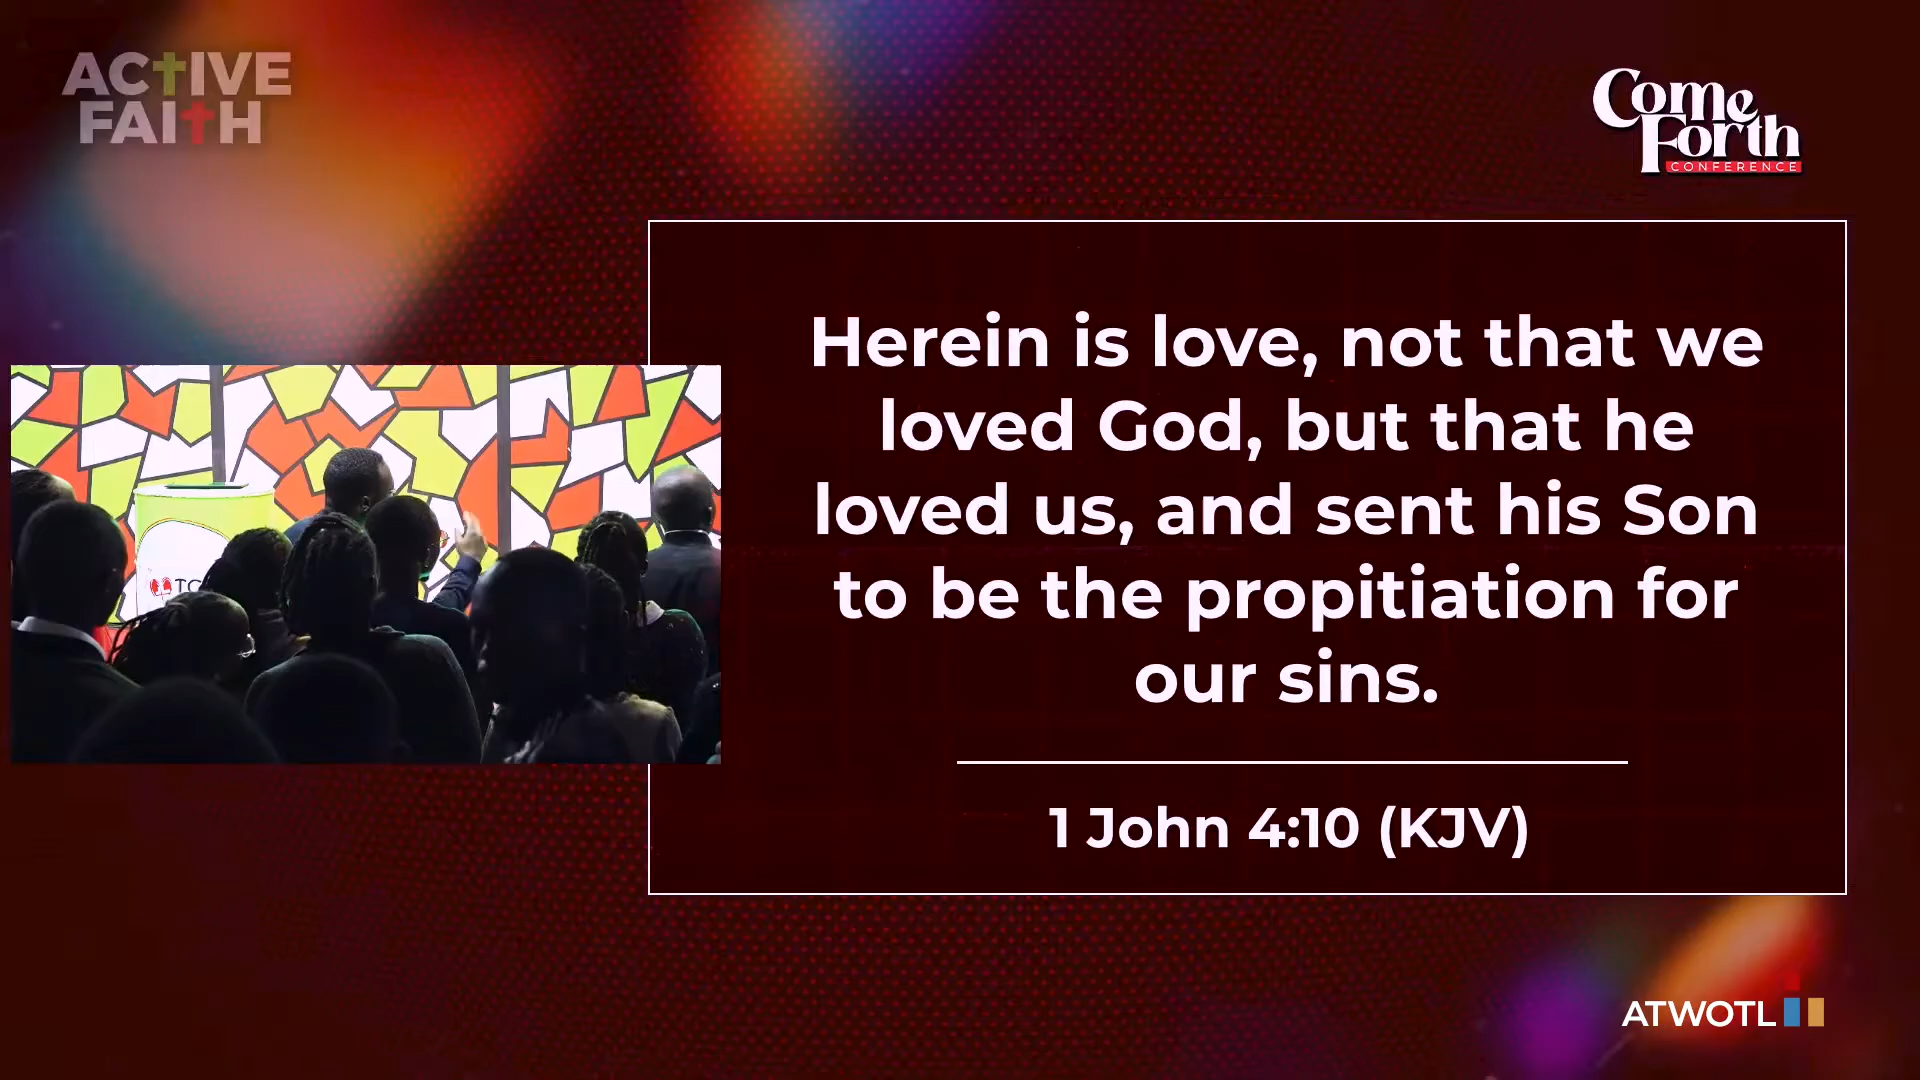 ACTIVE
FAITH
Come
Forth
CONFERENCE
Herein is love, not that we
loved God, but that he
loved us, and sent his Son
to be the propitiation for
our sins.
1 John 4:10 (KJV)
ATWOTL